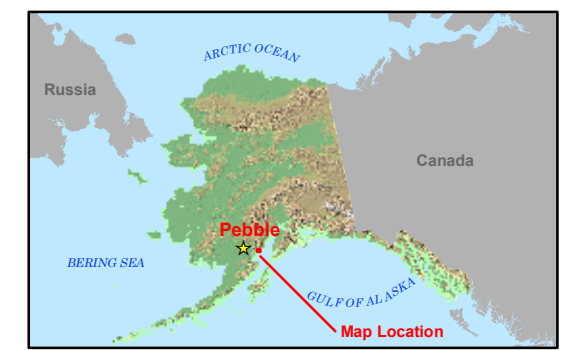 ARCTIC OCEAN
Russia
Canada
Pebble
BERING SEA
GULF OF ALASKA
Map Location